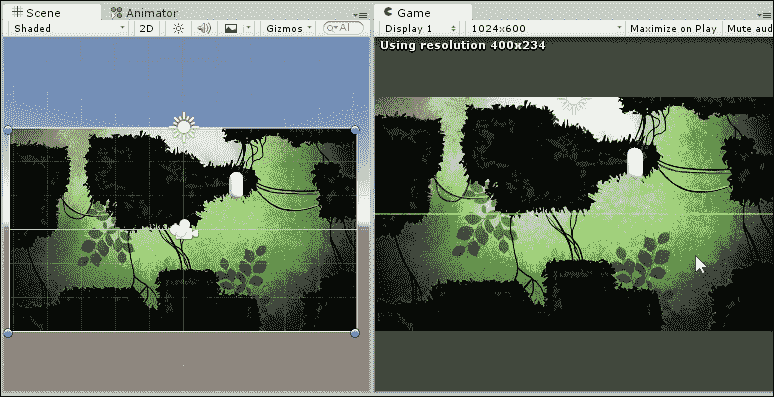 Scene
Animator
Game
Shaded
2D
Gizmos
All
Display 1
1024x600
Maximize on Play
Mute aud
Using resolution 400x234